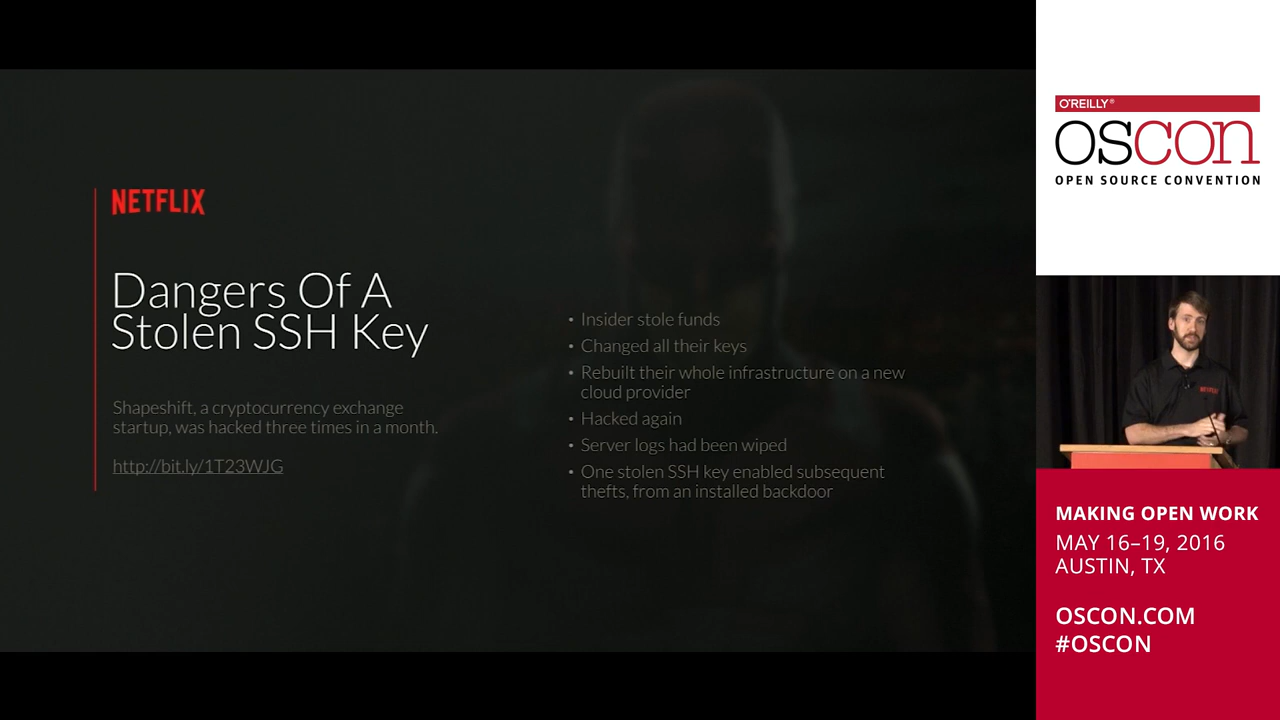 NETFLIX
Dangers Of A
Stolen SSH Key
Shapeshift, a cryptocurrency exchange
startup, was hacked three times in a month.
http://bit.ly/1T23WJG
• Insider stole funds
• Changed all their keys
• Rebuilt their whole infrastructure on a new
cloud provider
• Hacked again
• Server logs had been wiped
• One stolen SSH key enabled subsequent
thefts, from an installed backdoor
O'REILLY®
OSCON
OPEN SOURCE CONVENTION
NETFLIX
MAKING OPEN WORK
MAY 16–19, 2016
AUSTIN, TX
OSCON.COM
#OSCON